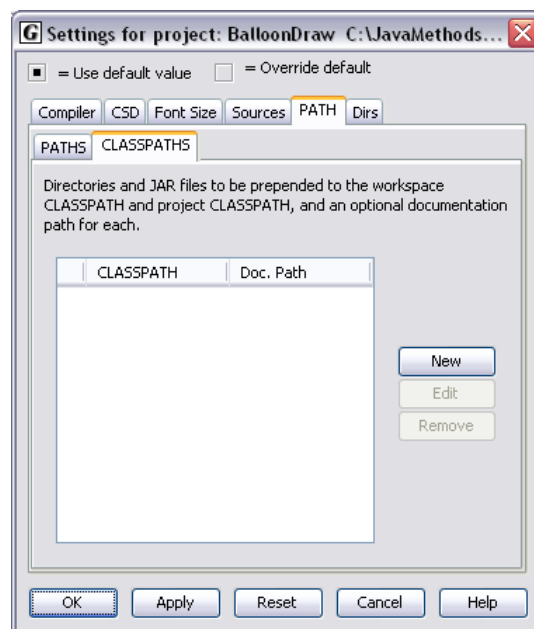 G Settings for project: BalloonDraw C:\JavaMethods...
= Use default value = Override default
Compiler CSD Font Size Sources PATH Dirs
PATHS CLASSPATHS
Directories and JAR files to be prepended to the workspace
CLASSPATH and project CLASSPATH, and an optional documentation
path for each.
CLASSPATH Doc. Path
New
Edit
Remove
OK Apply Reset Cancel Help